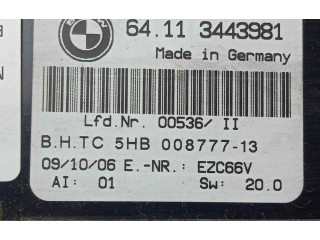 BMW
64.11 3443981
Made in Germany
Lfd.Nr. 00536/ II
B.H.TC 5HB 008777-13
09/10/06 E.-NR.: EZC66V
AI: 01 SW: 20.0